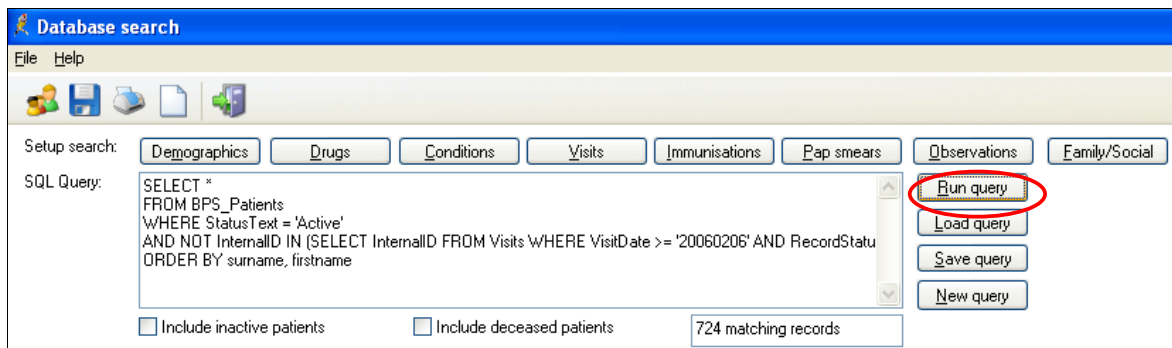 Database search
File Help
Setup search: Demographics Drugs Conditions Visits Immunisations Pap smears Observations Family/Social
SQL Query:
SELECT *
FROM BPS_Patients
WHERE StatusText = 'Active'
AND NOT InternalID IN (SELECT InternalID FROM Visits WHERE VisitDate >= '20060206' AND RecordStatu
ORDER BY surname, firstname
Run query
Load query
Save query
New query
Include inactive patients Include deceased patients 724 matching records